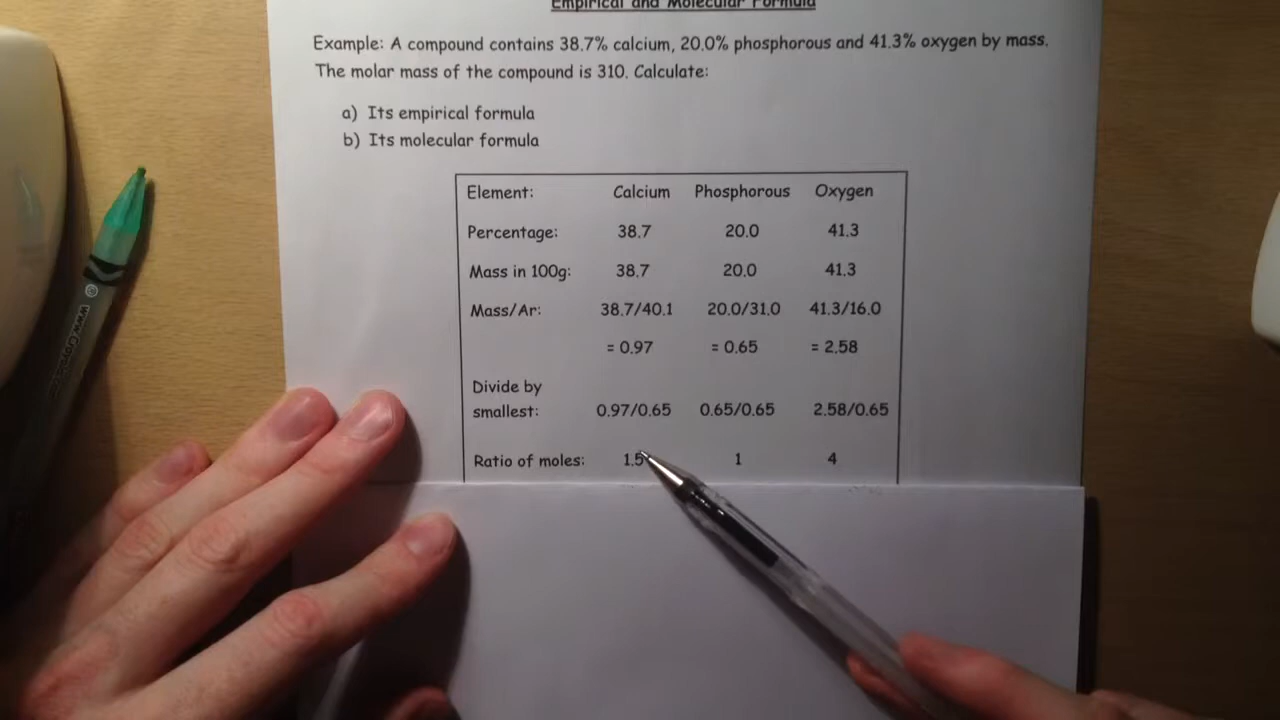 Empirical and Molecular Formula
Example: A compound contains 38.7% calcium, 20.0% phosphorous and 41.3% oxygen by mass.
The molar mass of the compound is 310. Calculate:
a) Its empirical formula
b) Its molecular formula
Element: Calcium Phosphorous Oxygen
Percentage: 38.7 20.0 41.3
Mass in 100g: 38.7 20.0 41.3
Mass/Ar: 38.7/40.1 20.0/31.0 41.3/16.0
= 0.97 = 0.65 = 2.58
Divide by
smallest: 0.97/0.65 0.65/0.65 2.58/0.65
Ratio of moles: 1.5 1 4